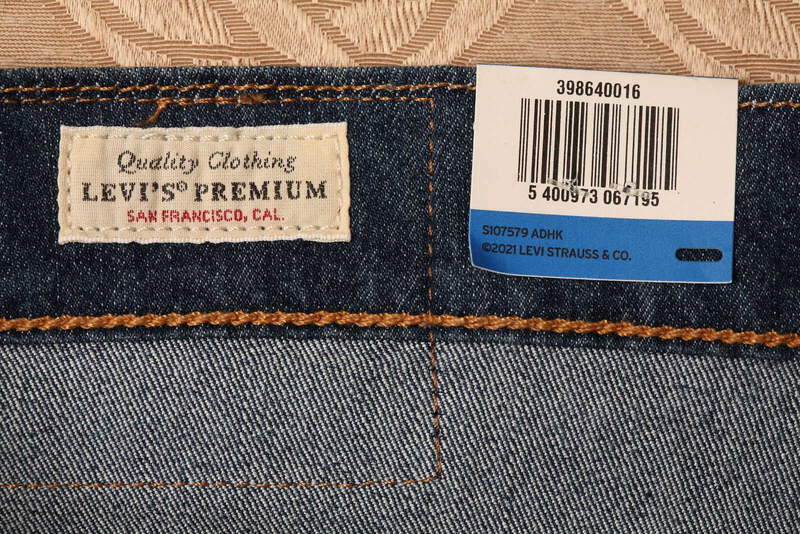 Quality Clothing
LEVI'S® PREMIUM
SAN FRANCISCO, CAL.
398640016
5 400973 067195
S107579 ADHK
©2021 LEVI STRAUSS & CO.